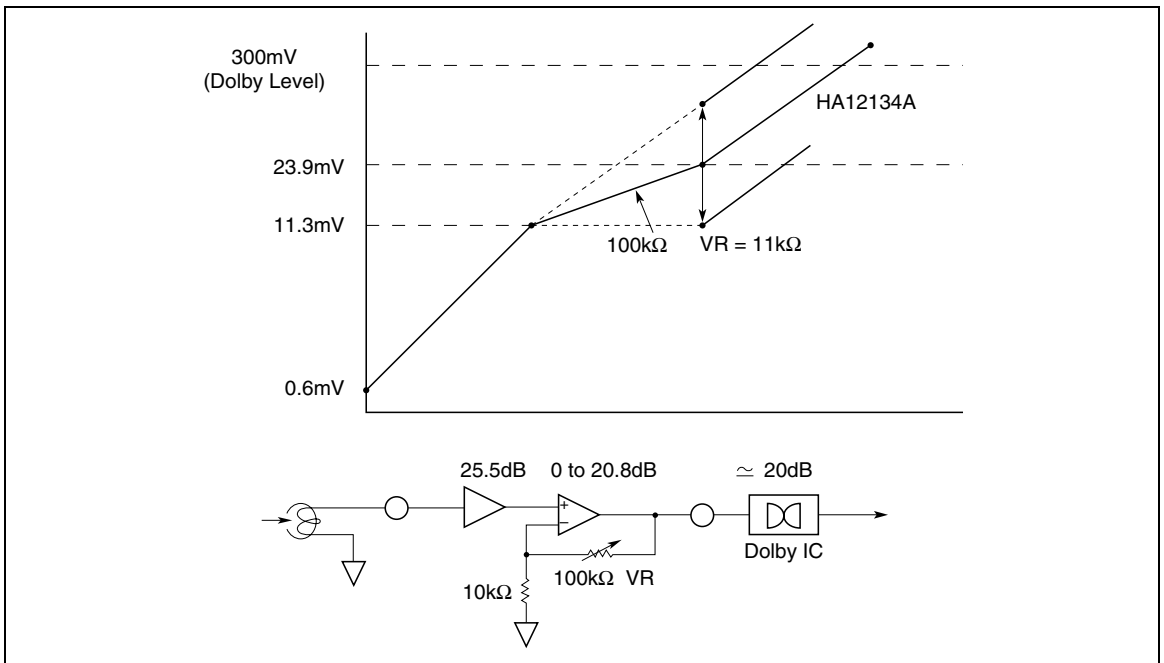 300mV
(Dolby Level)
HA12134A
23.9mV
11.3mV
100kΩ
VR = 11kΩ
0.6mV
25.5dB
0 to 20.8dB
≃ 20dB
+
−
Dolby IC
100kΩ VR
10kΩ